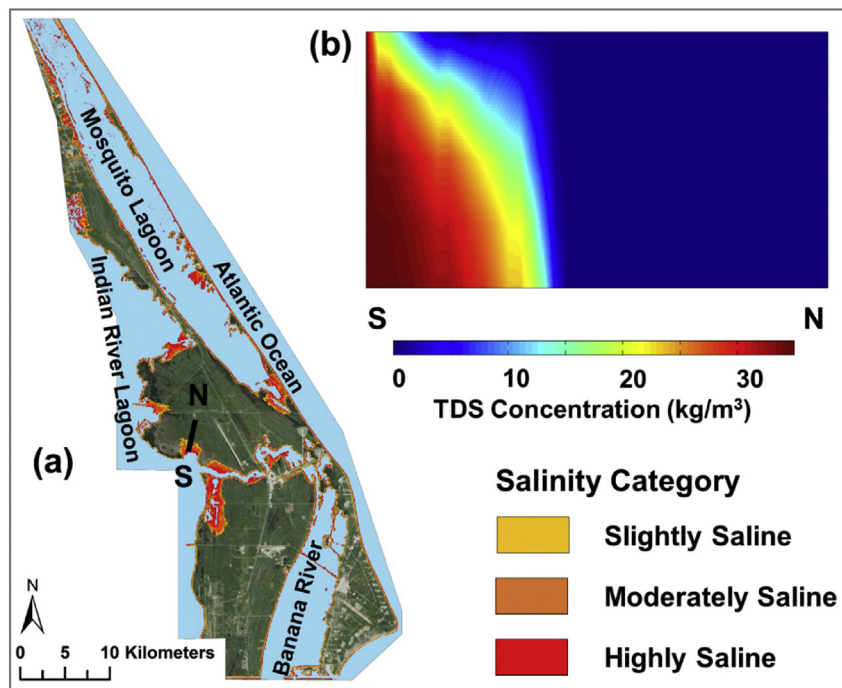 (b)
Mosquito Lagoon
Atlantic Ocean
Indian River Lagoon
N
S
(a)
Banana River
N
0 5 10 Kilometers
S N
0 10 20 30
TDS Concentration (kg/m³)
Salinity Category
Slightly Saline
Moderately Saline
Highly Saline